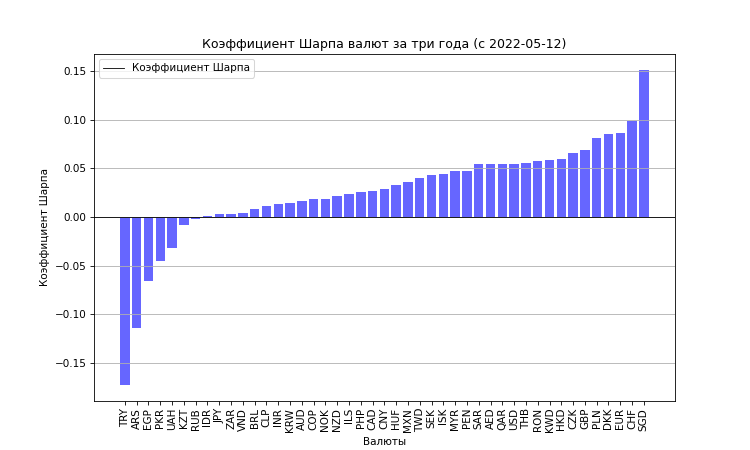 Коэффициент Шарпа валют за три года (с 2022-05-12)
Коэффициент Шарпа
0.15
0.10
0.05
0.00
−0.05
−0.10
−0.15
Коэффициент Шарпа
TRY ARS EGP PKR UAH KZT RUB IDR JPY ZAR VND BRL CLP INR KRW AUD COP NOK NZD ILS PHP CAD CNY HUF MXN TWD SEK ISK MYR PEN SAR AED QAR USD THB RON KWD HKD CZK GBP PLN DKK EUR CHF SGD
Валюты